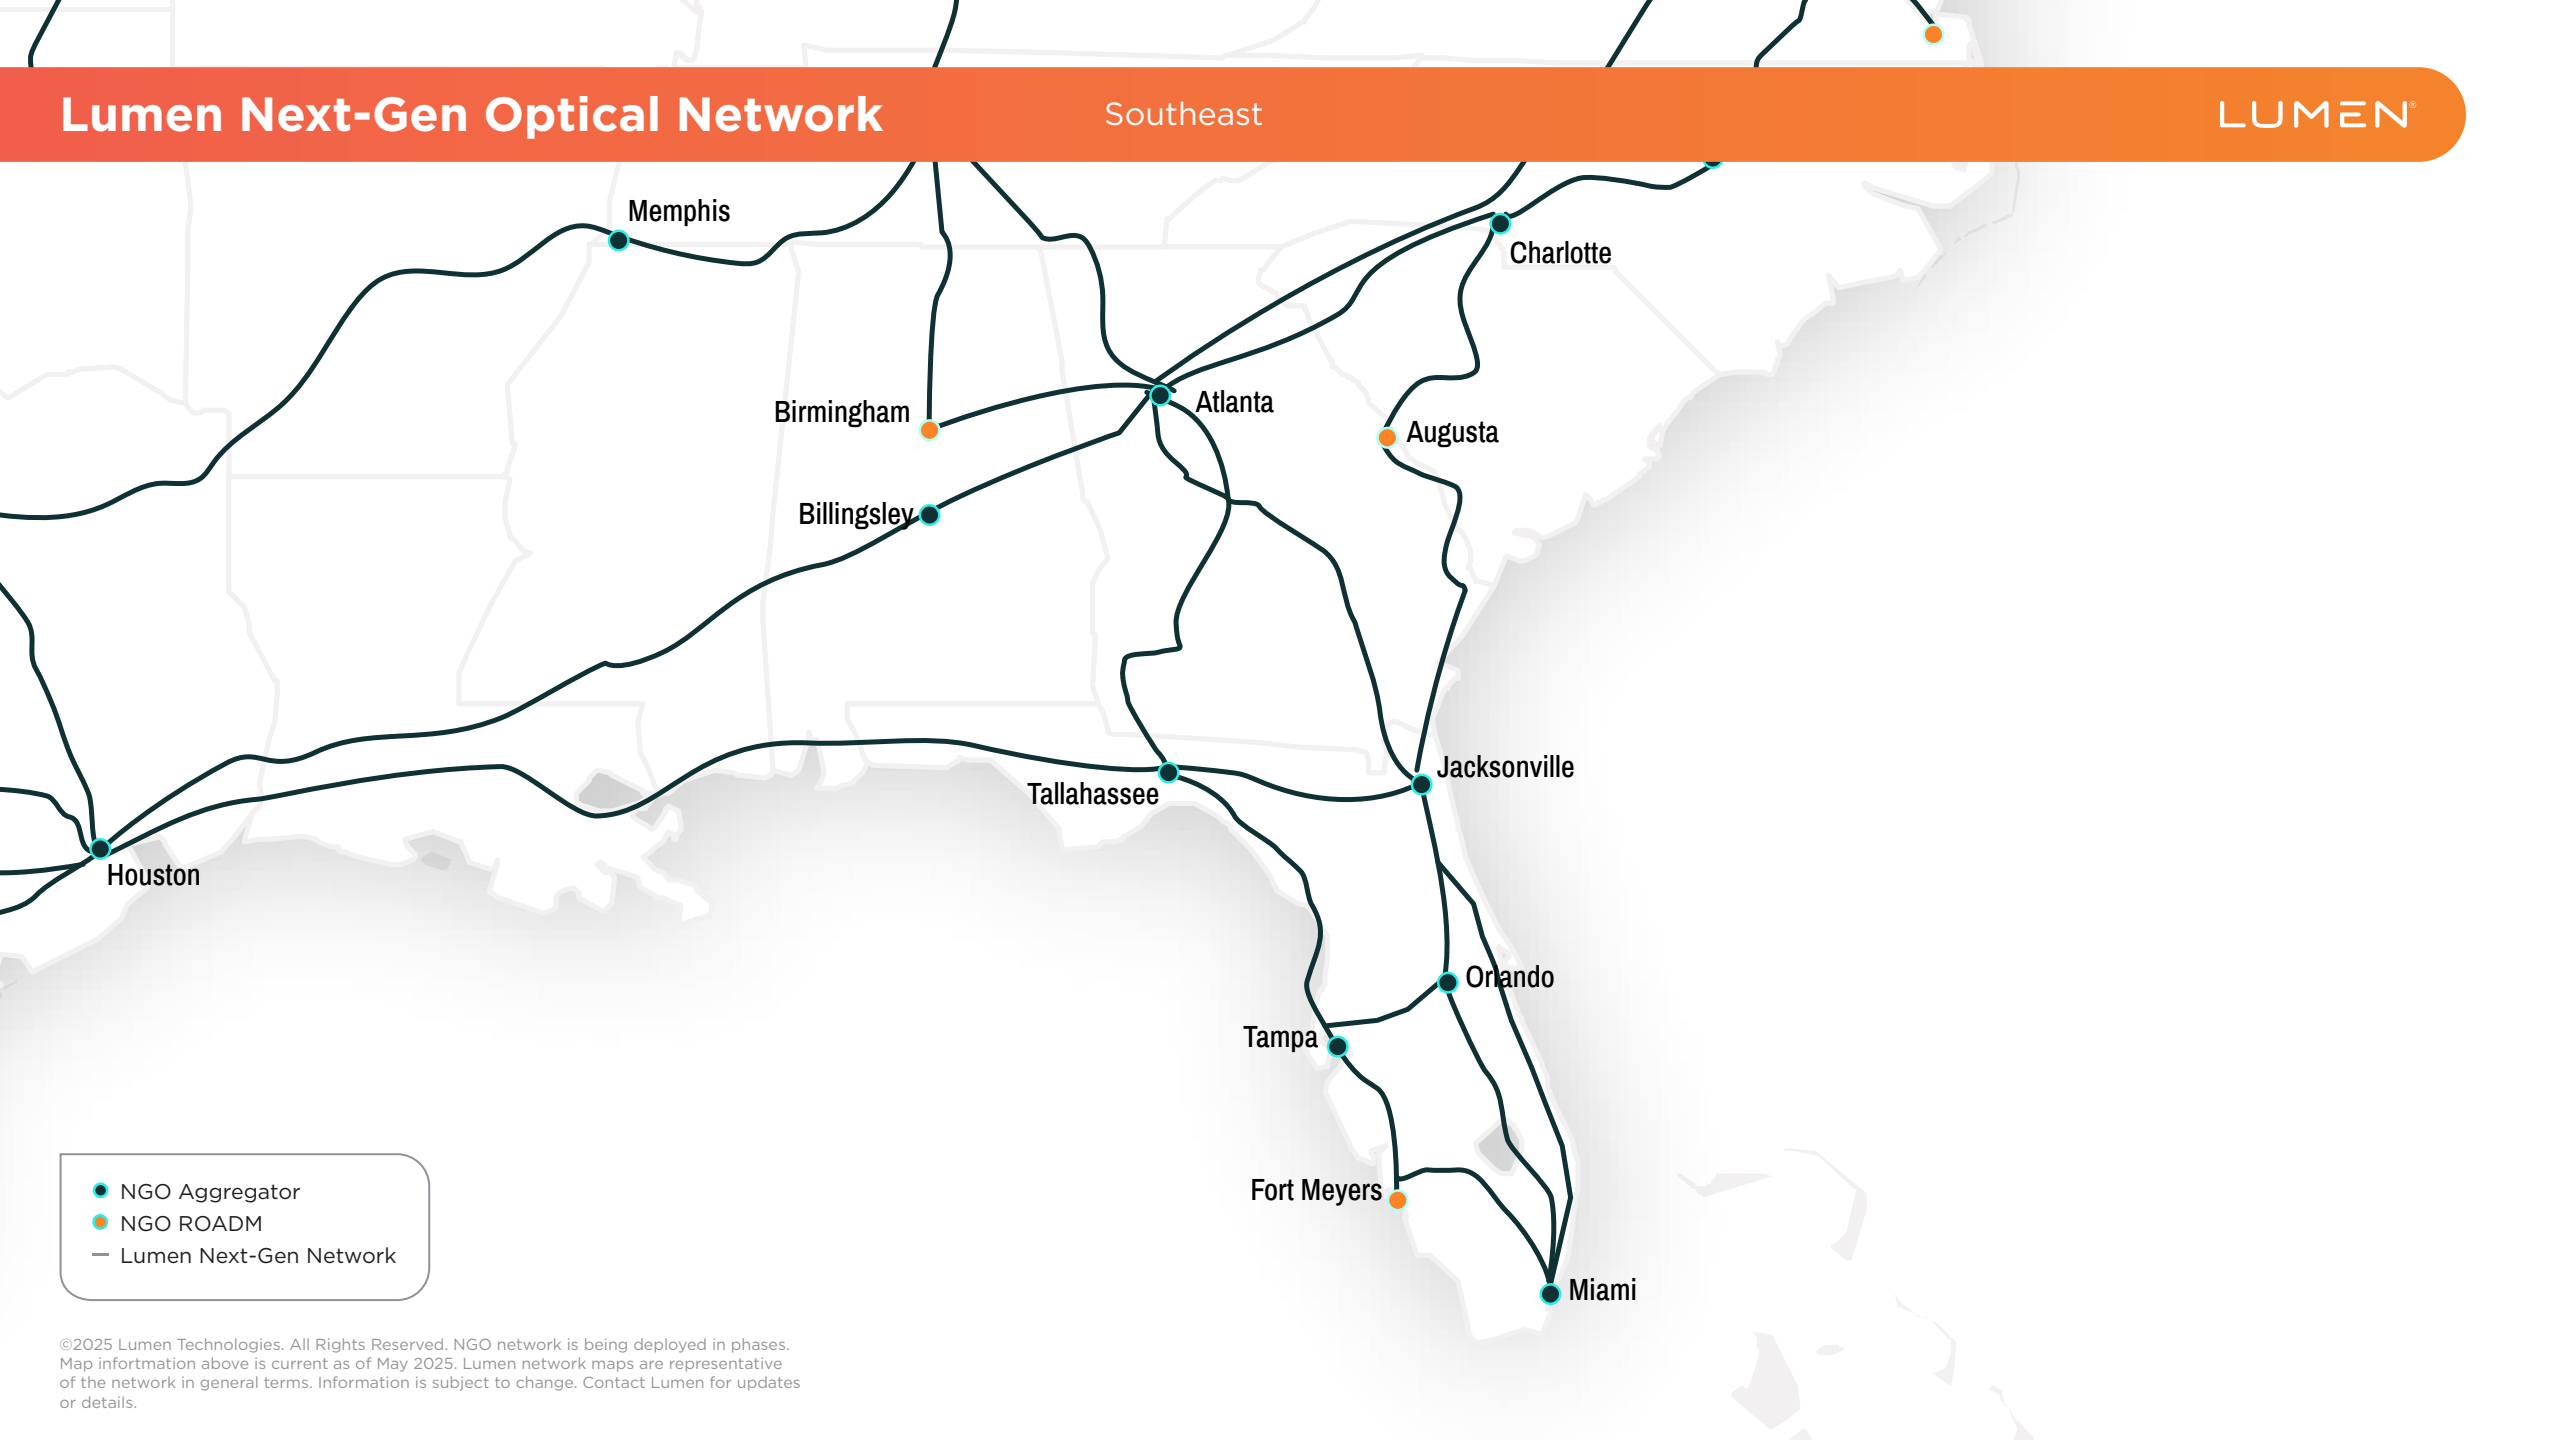 Lumen Next-Gen Optical Network
Southeast
LUMEN®
Memphis
Charlotte
Birmingham
Atlanta
Augusta
Billingsley
Jacksonville
Tallahassee
Houston
Orlando
Tampa
Fort Meyers
Miami
NGO Aggregator
NGO ROADM
Lumen Next-Gen Network
©2025 Lumen Technologies. All Rights Reserved. NGO network is being deployed in phases.
Map infortmation above is current as of May 2025. Lumen network maps are representative
of the network in general terms. Information is subject to change. Contact Lumen for updates
or details.